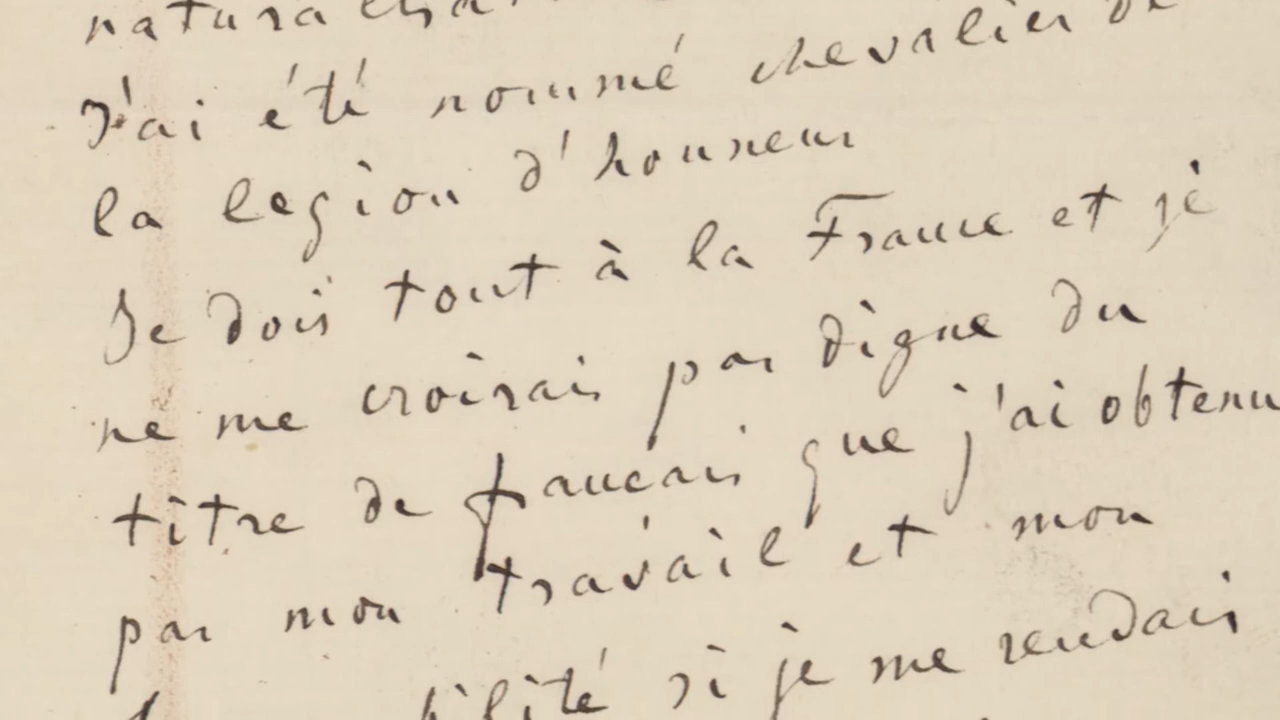 J'ai été nommé chevalier de
la legion d'honneur
Je dois tout à la France et je
ne me croirais pas digne du
titre de francais que j'ai obtenu
par mon travail et mon
si je me rendais